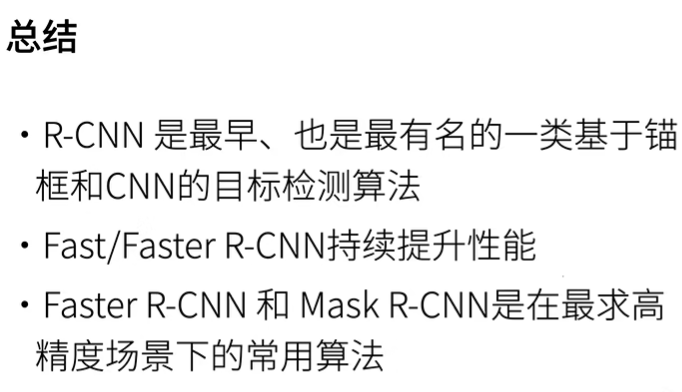 总结
• R-CNN 是最早、也是最有名的一类基于锚
框和CNN的目标检测算法
• Fast/Faster R-CNN持续提升性能
• Faster R-CNN 和 Mask R-CNN是在最求高
精度场景下的常用算法